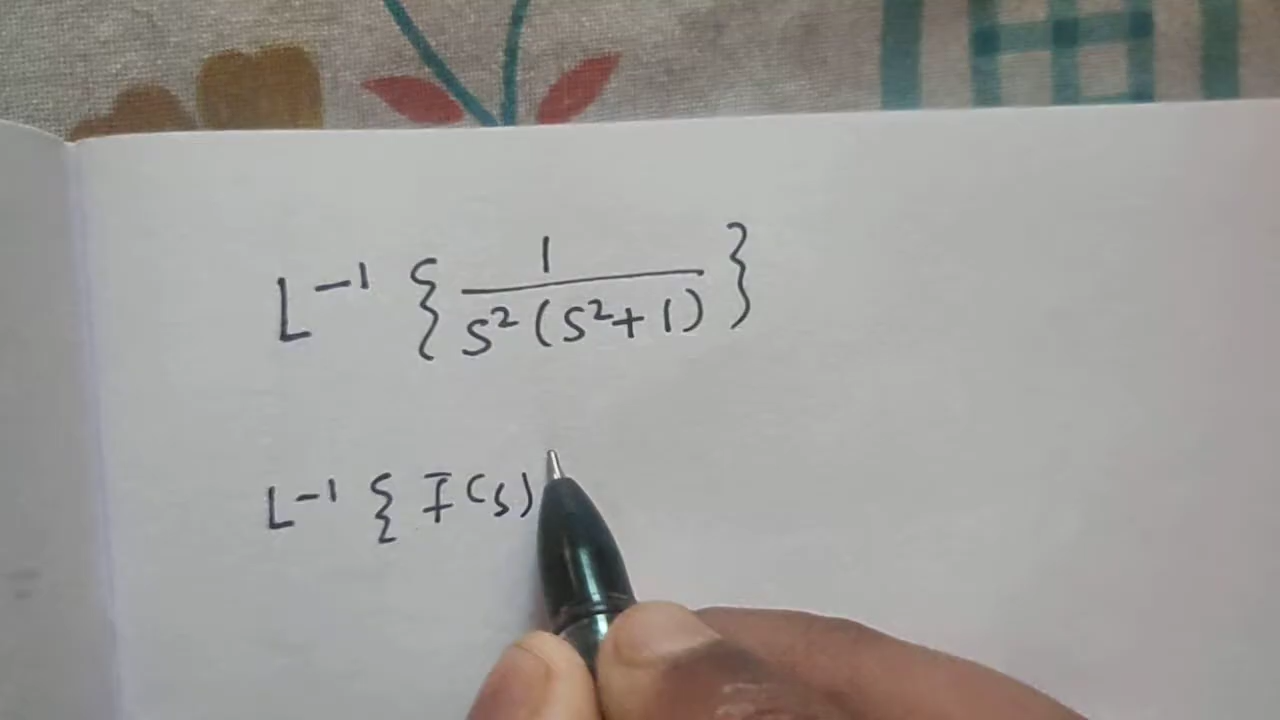 L⁻¹ { 1 / s² (s² + 1) }
L⁻¹ { F(s)